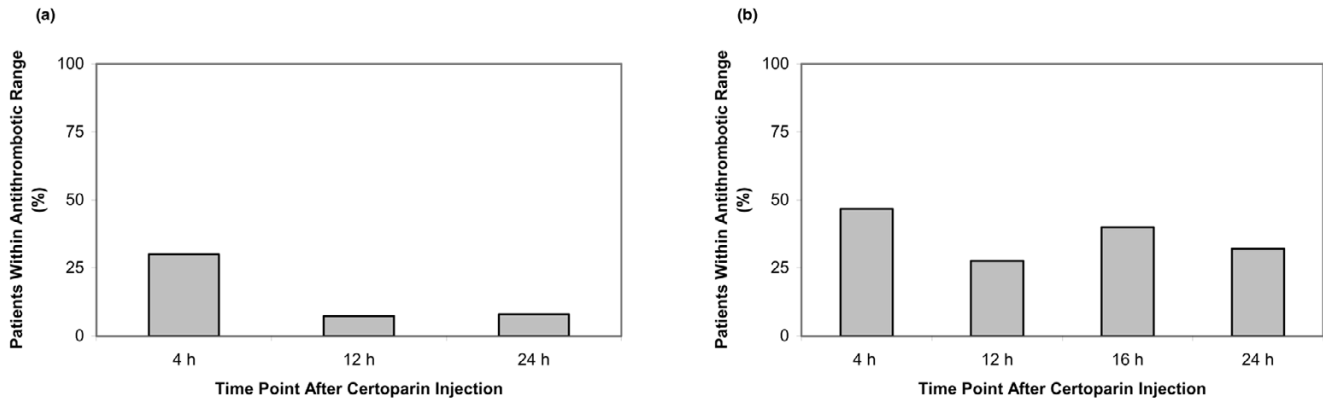 (a)
Patients Within Antithrombotic Range
(%)
100
75
50
25
0
4 h
12 h
24 h
Time Point After Certoparin Injection
(b)
Patients Within Antithrombotic Range
(%)
100
75
50
25
0
4 h
12 h
16 h
24 h
Time Point After Certoparin Injection